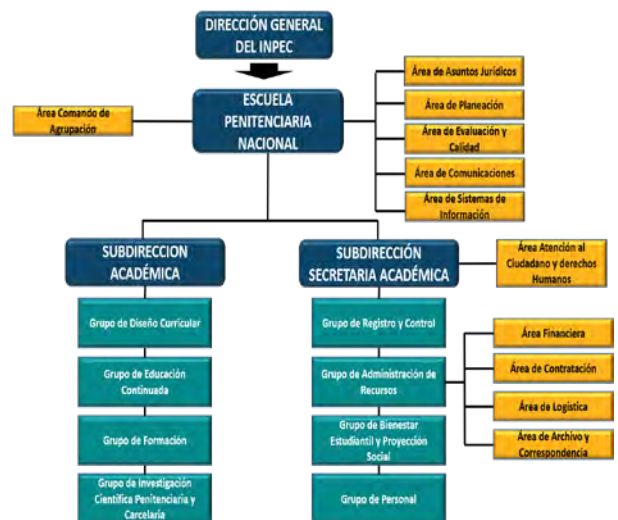 DIRECCIÓN GENERAL
DEL INPEC
ESCUELA
PENITENCIARIA
NACIONAL
Área Comando de
Agrupación
Área de Asuntos Jurídicos
Área de Planeación
Área de Evaluación y
Calidad
Área de Comunicaciones
Área de Sistemas de
Información
SUBDIRECCION
ACADÉMICA
SUBDIRECCIÓN
SECRETARIA ACADÉMICA
Área Atención al
Ciudadano y derechos
Humanos
Grupo de Diseño Curricular
Grupo de Educación
Continuada
Grupo de Formación
Grupo de Investigación
Científica Penitenciaria y
Carcelaria
Grupo de Registro y Control
Grupo de Administración de
Recursos
Grupo de Bienestar
Estudiantil y Proyección
Social
Grupo de Personal
Área Financiera
Área de Contratación
Área de Logística
Área de Archivo y
Correspondencia